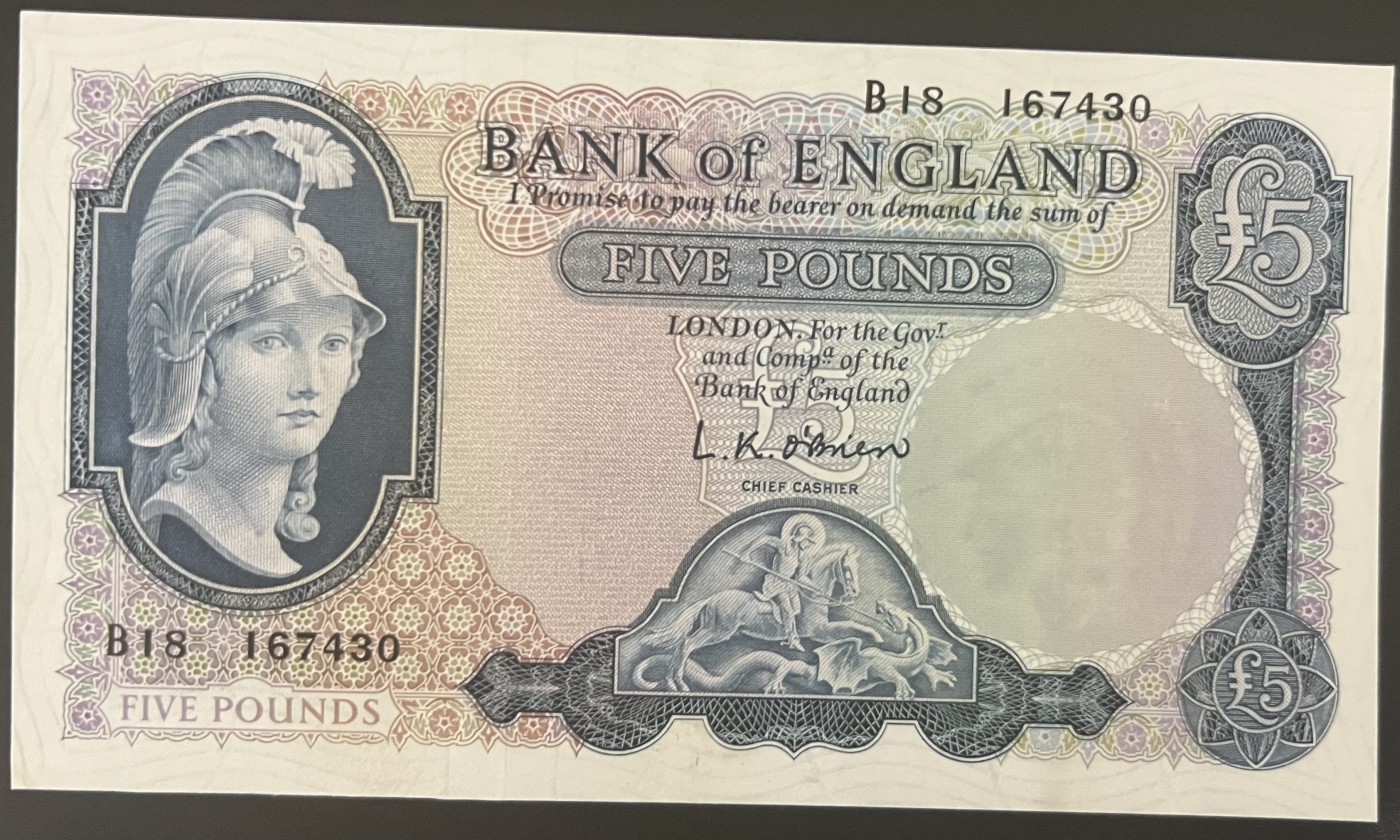 B18 167430
BANK of ENGLAND
I Promise to pay the bearer on demand the sum of
£5
FIVE POUNDS
LONDON. For the Govr.
and Compa. of the
Bank of England
£5
L.K. O'Brien
CHIEF CASHIER
B18 167430
FIVE POUNDS
£5